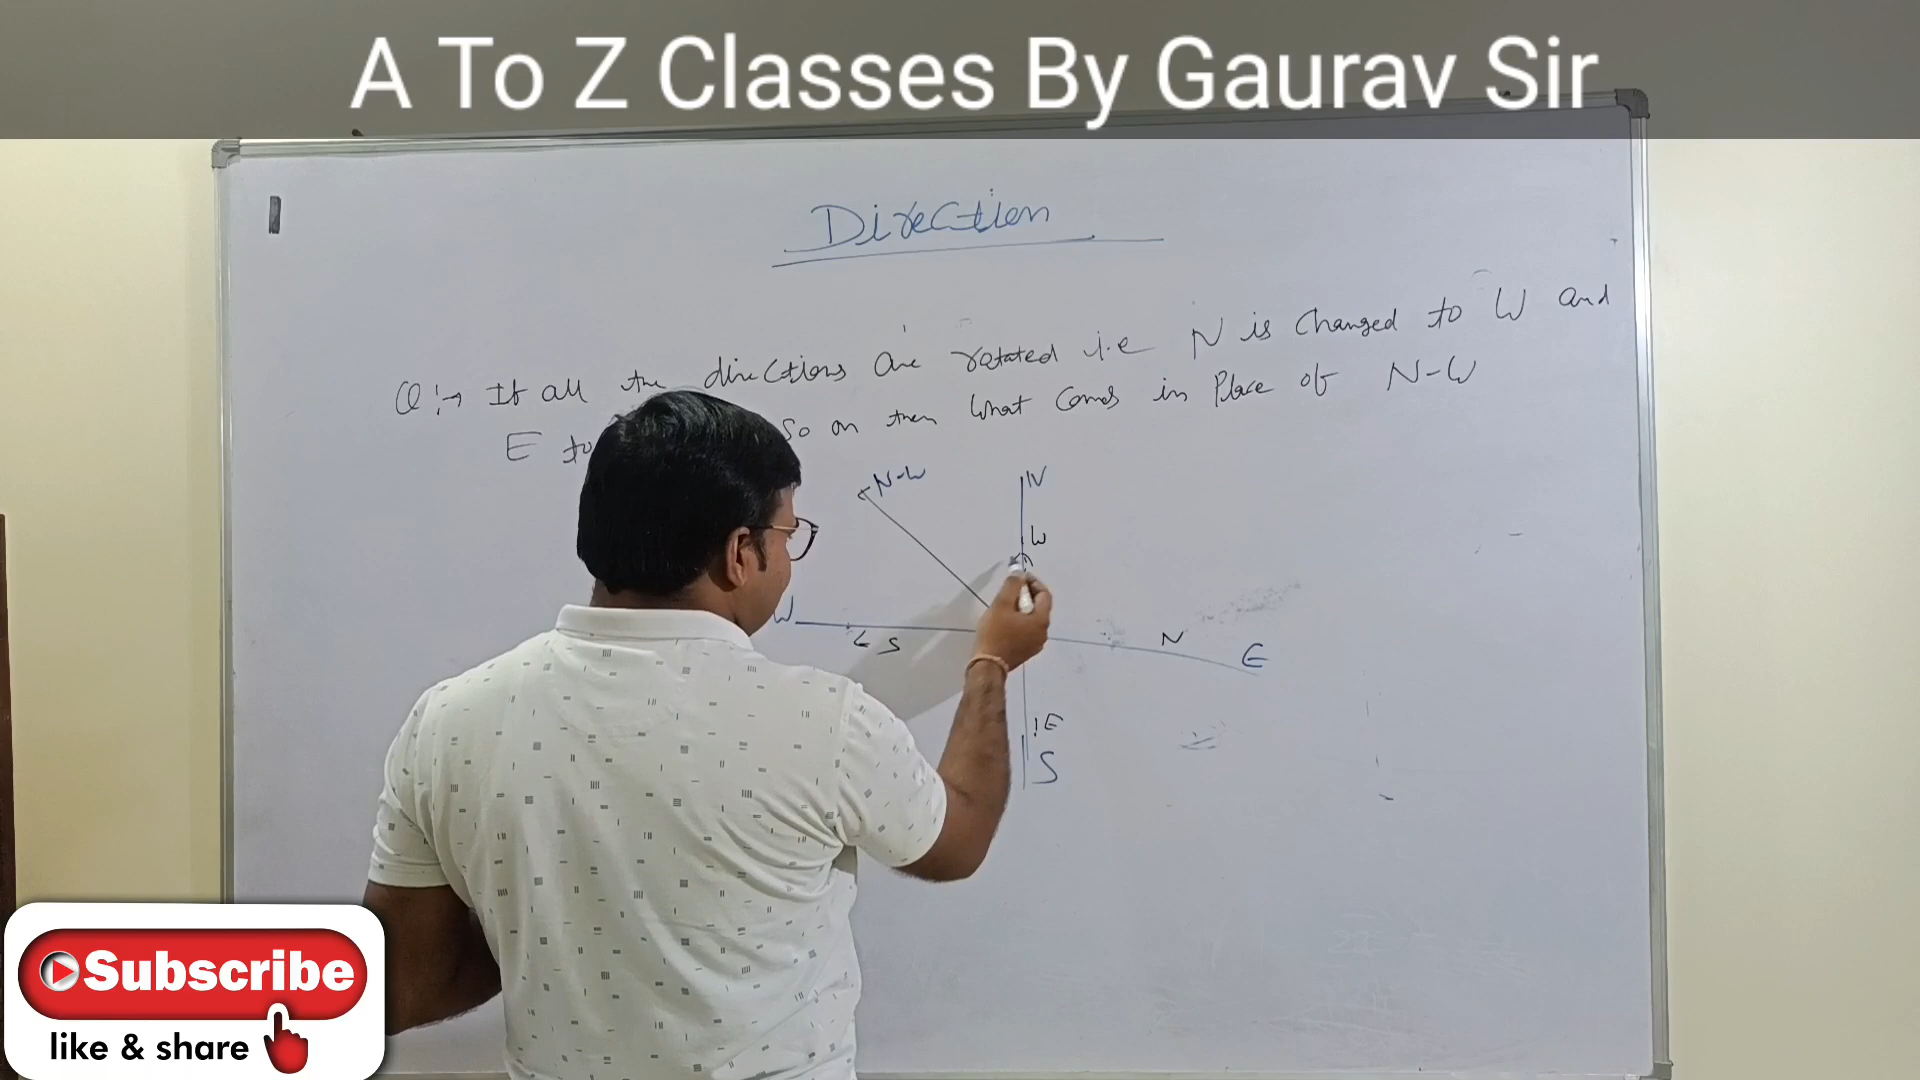 A To Z Classes By Gaurav Sir
Direction
Q:→ If all the directions are rotated i.e N is changed to W and
E to So on then What Comes in Place of N-W
N-W
N
W
W
S
N
E
E
S
Subscribe
like & share